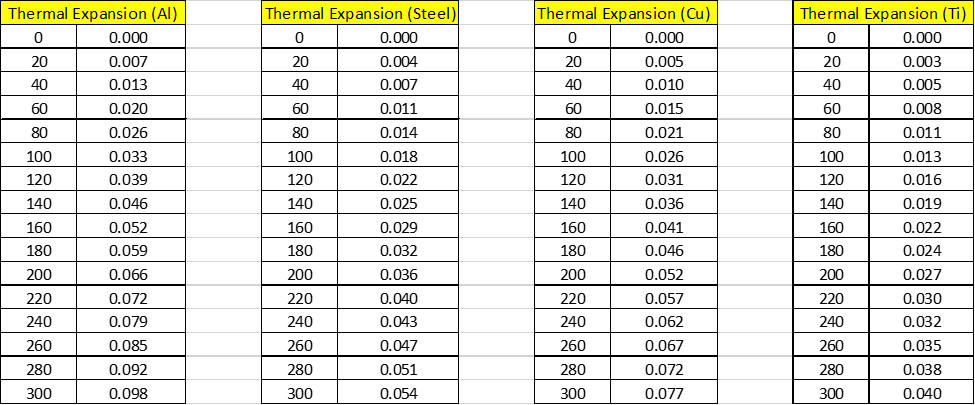 Thermal Expansion (Al) Thermal Expansion (Steel) Thermal Expansion (Cu) Thermal Expansion (Ti)
0 0.000 0 0.000 0 0.000 0 0.000
20 0.007 20 0.004 20 0.005 20 0.003
40 0.013 40 0.007 40 0.010 40 0.005
60 0.020 60 0.011 60 0.015 60 0.008
80 0.026 80 0.014 80 0.021 80 0.011
100 0.033 100 0.018 100 0.026 100 0.013
120 0.039 120 0.022 120 0.031 120 0.016
140 0.046 140 0.025 140 0.036 140 0.019
160 0.052 160 0.029 160 0.041 160 0.022
180 0.059 180 0.032 180 0.046 180 0.024
200 0.066 200 0.036 200 0.052 200 0.027
220 0.072 220 0.040 220 0.057 220 0.030
240 0.079 240 0.043 240 0.062 240 0.032
260 0.085 260 0.047 260 0.067 260 0.035
280 0.092 280 0.051 280 0.072 280 0.038
300 0.098 300 0.054 300 0.077 300 0.040